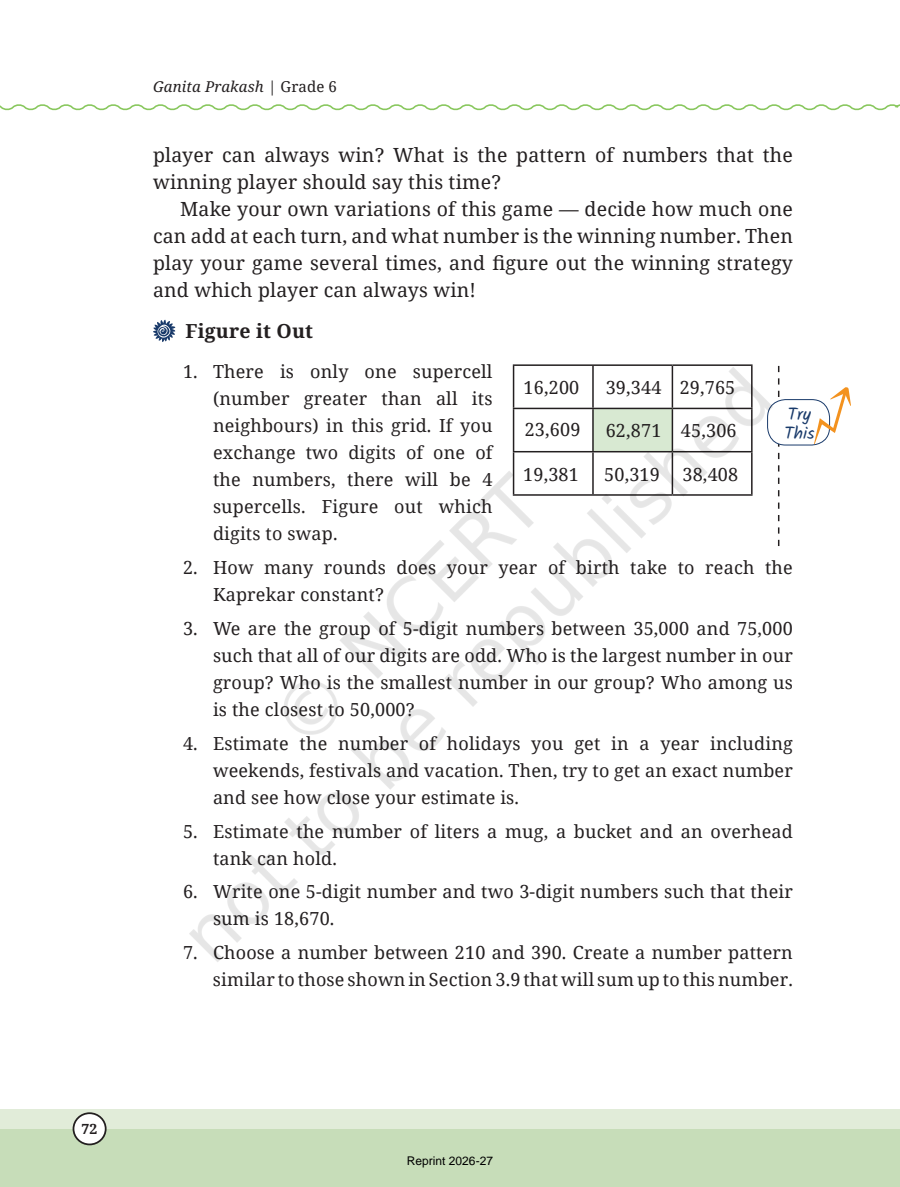 Ganita Prakash | Grade 6
player can always win? What is the pattern of numbers that the
winning player should say this time?
Make your own variations of this game — decide how much one
can add at each turn, and what number is the winning number. Then
play your game several times, and figure out the winning strategy
and which player can always win!
Figure it Out
1. There is only one supercell
(number greater than all its
neighbours) in this grid. If you
exchange two digits of one of
the numbers, there will be 4
supercells. Figure out which
digits to swap.
16,200 39,344 29,765
23,609 62,871 45,306
19,381 50,319 38,408
Try
This
2. How many rounds does your year of birth take to reach the
Kaprekar constant?
3. We are the group of 5-digit numbers between 35,000 and 75,000
such that all of our digits are odd. Who is the largest number in our
group? Who is the smallest number in our group? Who among us
is the closest to 50,000?
4. Estimate the number of holidays you get in a year including
weekends, festivals and vacation. Then, try to get an exact number
and see how close your estimate is.
5. Estimate the number of liters a mug, a bucket and an overhead
tank can hold.
6. Write one 5-digit number and two 3-digit numbers such that their
sum is 18,670.
7. Choose a number between 210 and 390. Create a number pattern
similar to those shown in Section 3.9 that will sum up to this number.
© NCERT
not to be republished
72
Reprint 2026-27